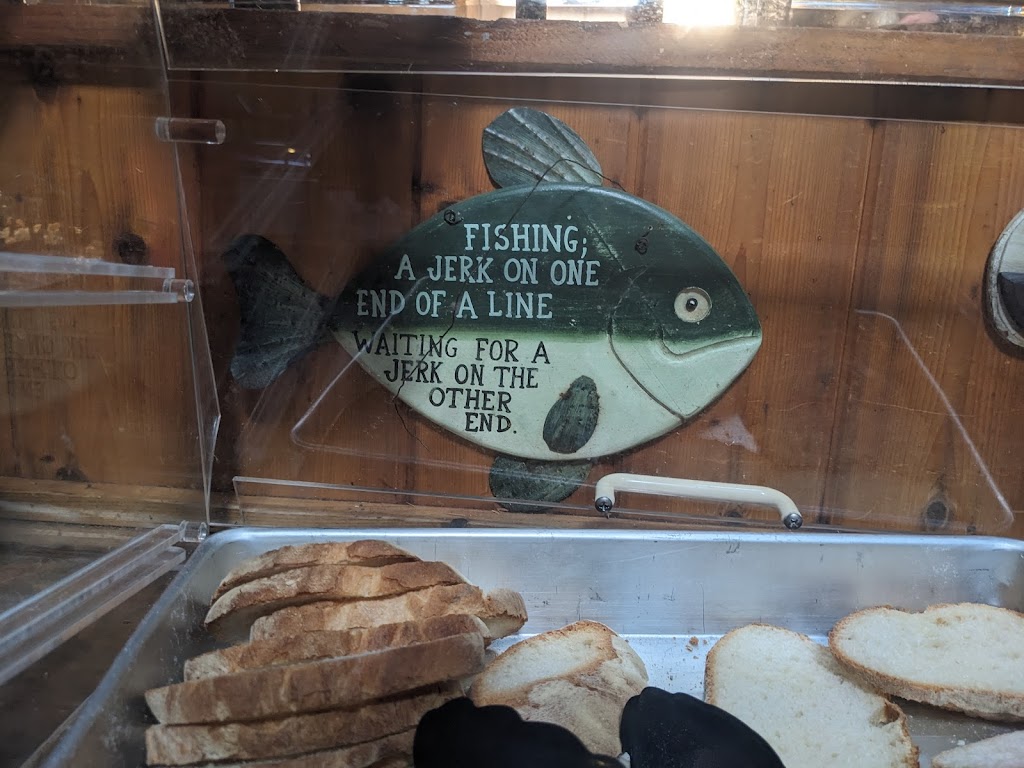 FISHING;
A JERK ON ONE
END OF A LINE
WAITING FOR A
JERK ON THE
OTHER
END.